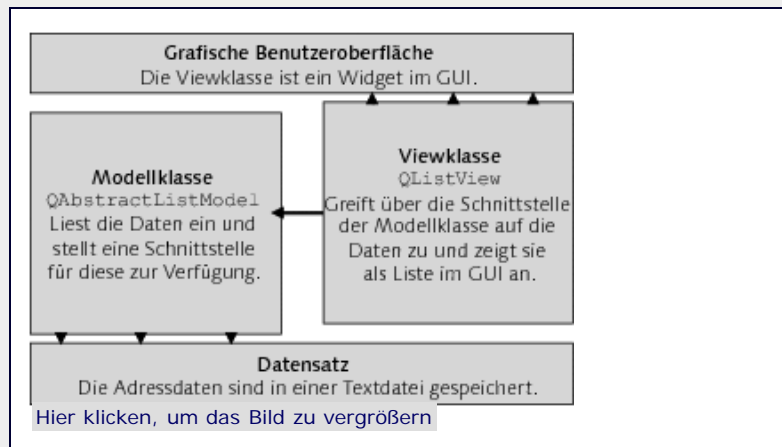 Grafische Benutzeroberfläche
Die Viewklasse ist ein Widget im GUI.
Modellklasse
QAbstractListModel
Liest die Daten ein und
stellt eine Schnittstelle
für diese zur Verfügung.
Viewklasse
QListView
Greift über die Schnittstelle
der Modellklasse auf die
Daten zu und zeigt sie
als Liste im GUI an.
Datensatz
Die Adressdaten sind in einer Textdatei gespeichert.
Hier klicken, um das Bild zu vergrößern